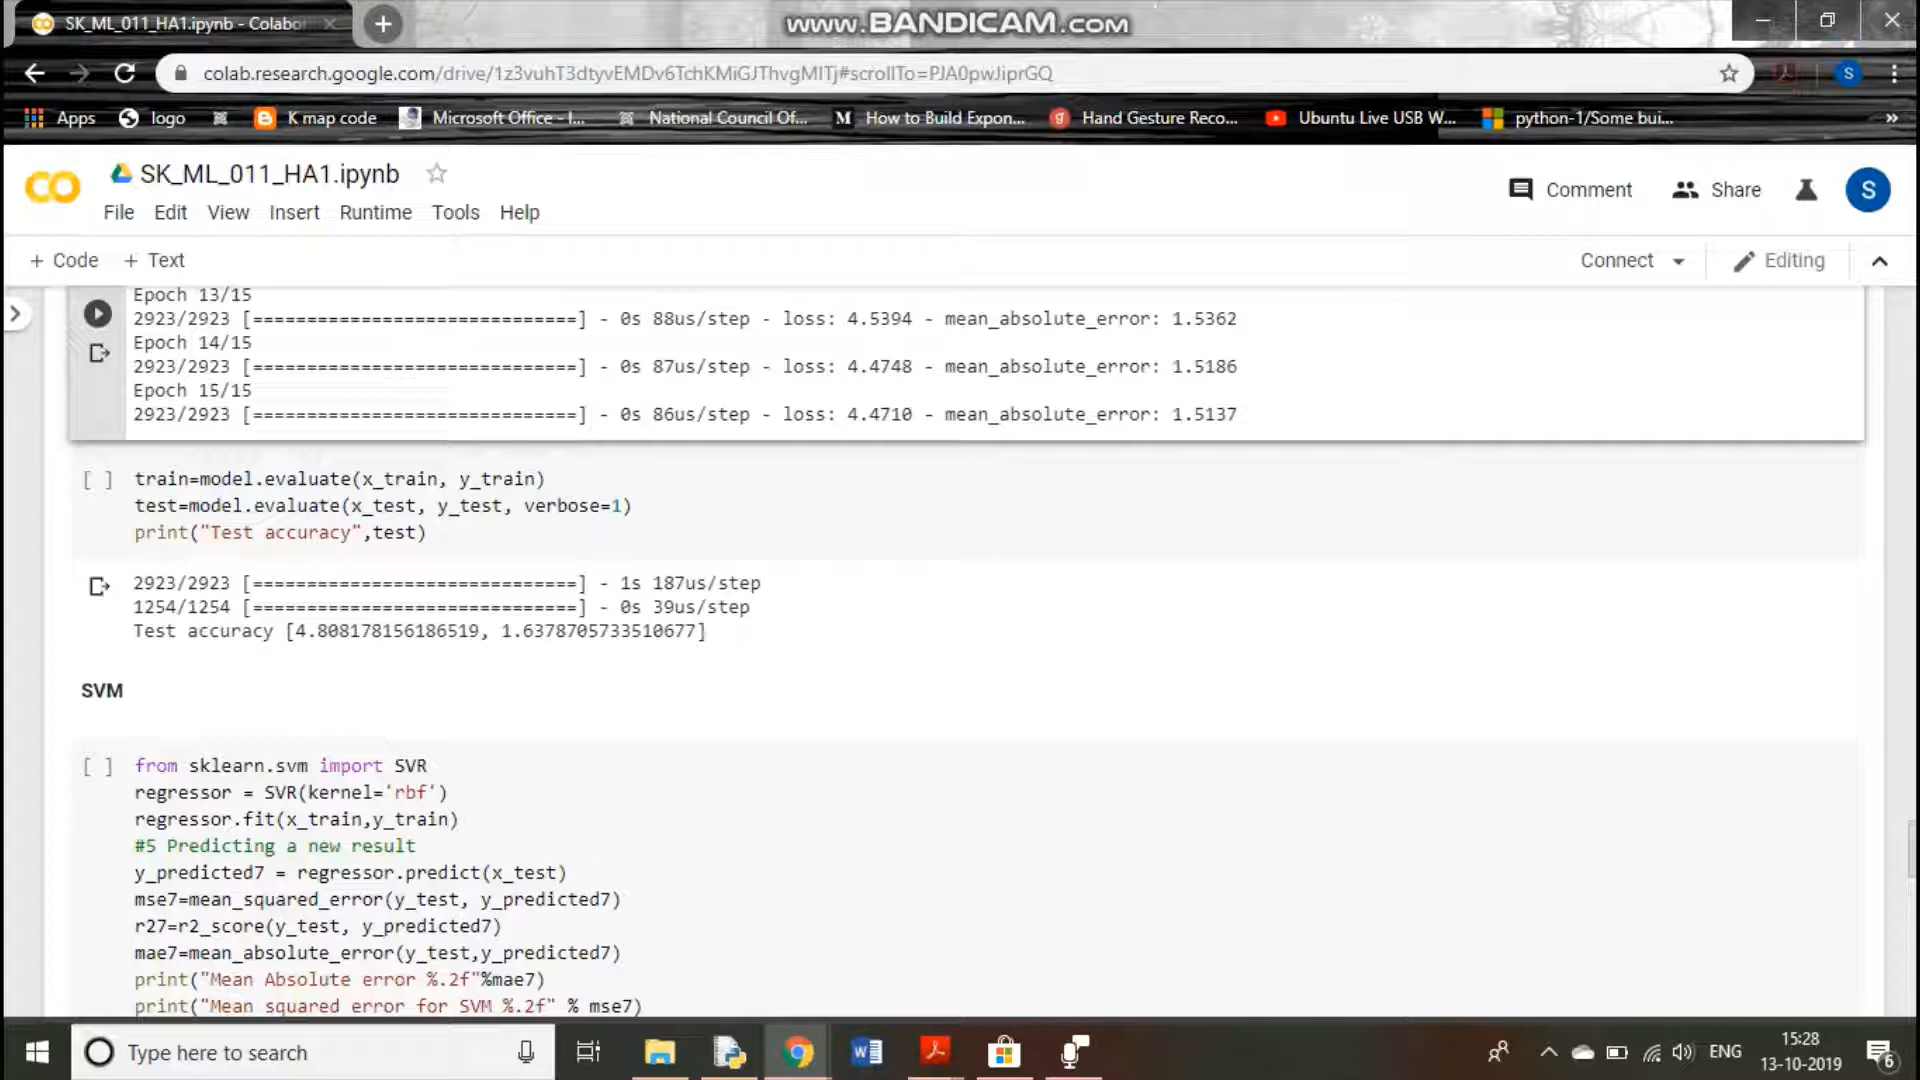 SK_ML_011_HA1.ipynb - Colabo
www.BANDICAM.com
colab.research.google.com/drive/1z3vuhT3dtyvEMDv6TchKMiGJThvgMITj#scrollTo=PJA0pwJiprGQ
S
Apps
logo
K map code
Microsoft Office - I...
National Council Of...
How to Build Expon...
Hand Gesture Reco...
Ubuntu Live USB W...
python-1/Some bui...
SK_ML_011_HA1.ipynb
Comment
Share
S
File Edit View Insert Runtime Tools Help
+ Code + Text
Connect
Editing
Epoch 13/15
2923/2923 [==============================] - 0s 88us/step - loss: 4.5394 - mean_absolute_error: 1.5362
Epoch 14/15
2923/2923 [==============================] - 0s 87us/step - loss: 4.4748 - mean_absolute_error: 1.5186
Epoch 15/15
2923/2923 [==============================] - 0s 86us/step - loss: 4.4710 - mean_absolute_error: 1.5137
[ ] train=model.evaluate(x_train, y_train)
test=model.evaluate(x_test, y_test, verbose=1)
print("Test accuracy",test)
2923/2923 [==============================] - 1s 187us/step
1254/1254 [==============================] - 0s 39us/step
Test accuracy [4.808178156186519, 1.6378705733510677]
SVM
[ ] from sklearn.svm import SVR
regressor = SVR(kernel='rbf')
regressor.fit(x_train,y_train)
#5 Predicting a new result
y_predicted7 = regressor.predict(x_test)
mse7=mean_squared_error(y_test, y_predicted7)
r27=r2_score(y_test, y_predicted7)
mae7=mean_absolute_error(y_test,y_predicted7)
print("Mean Absolute error %.2f"%mae7)
print("Mean squared error for SVM %.2f" % mse7)
Type here to search
ENG
15:28
13-10-2019
6